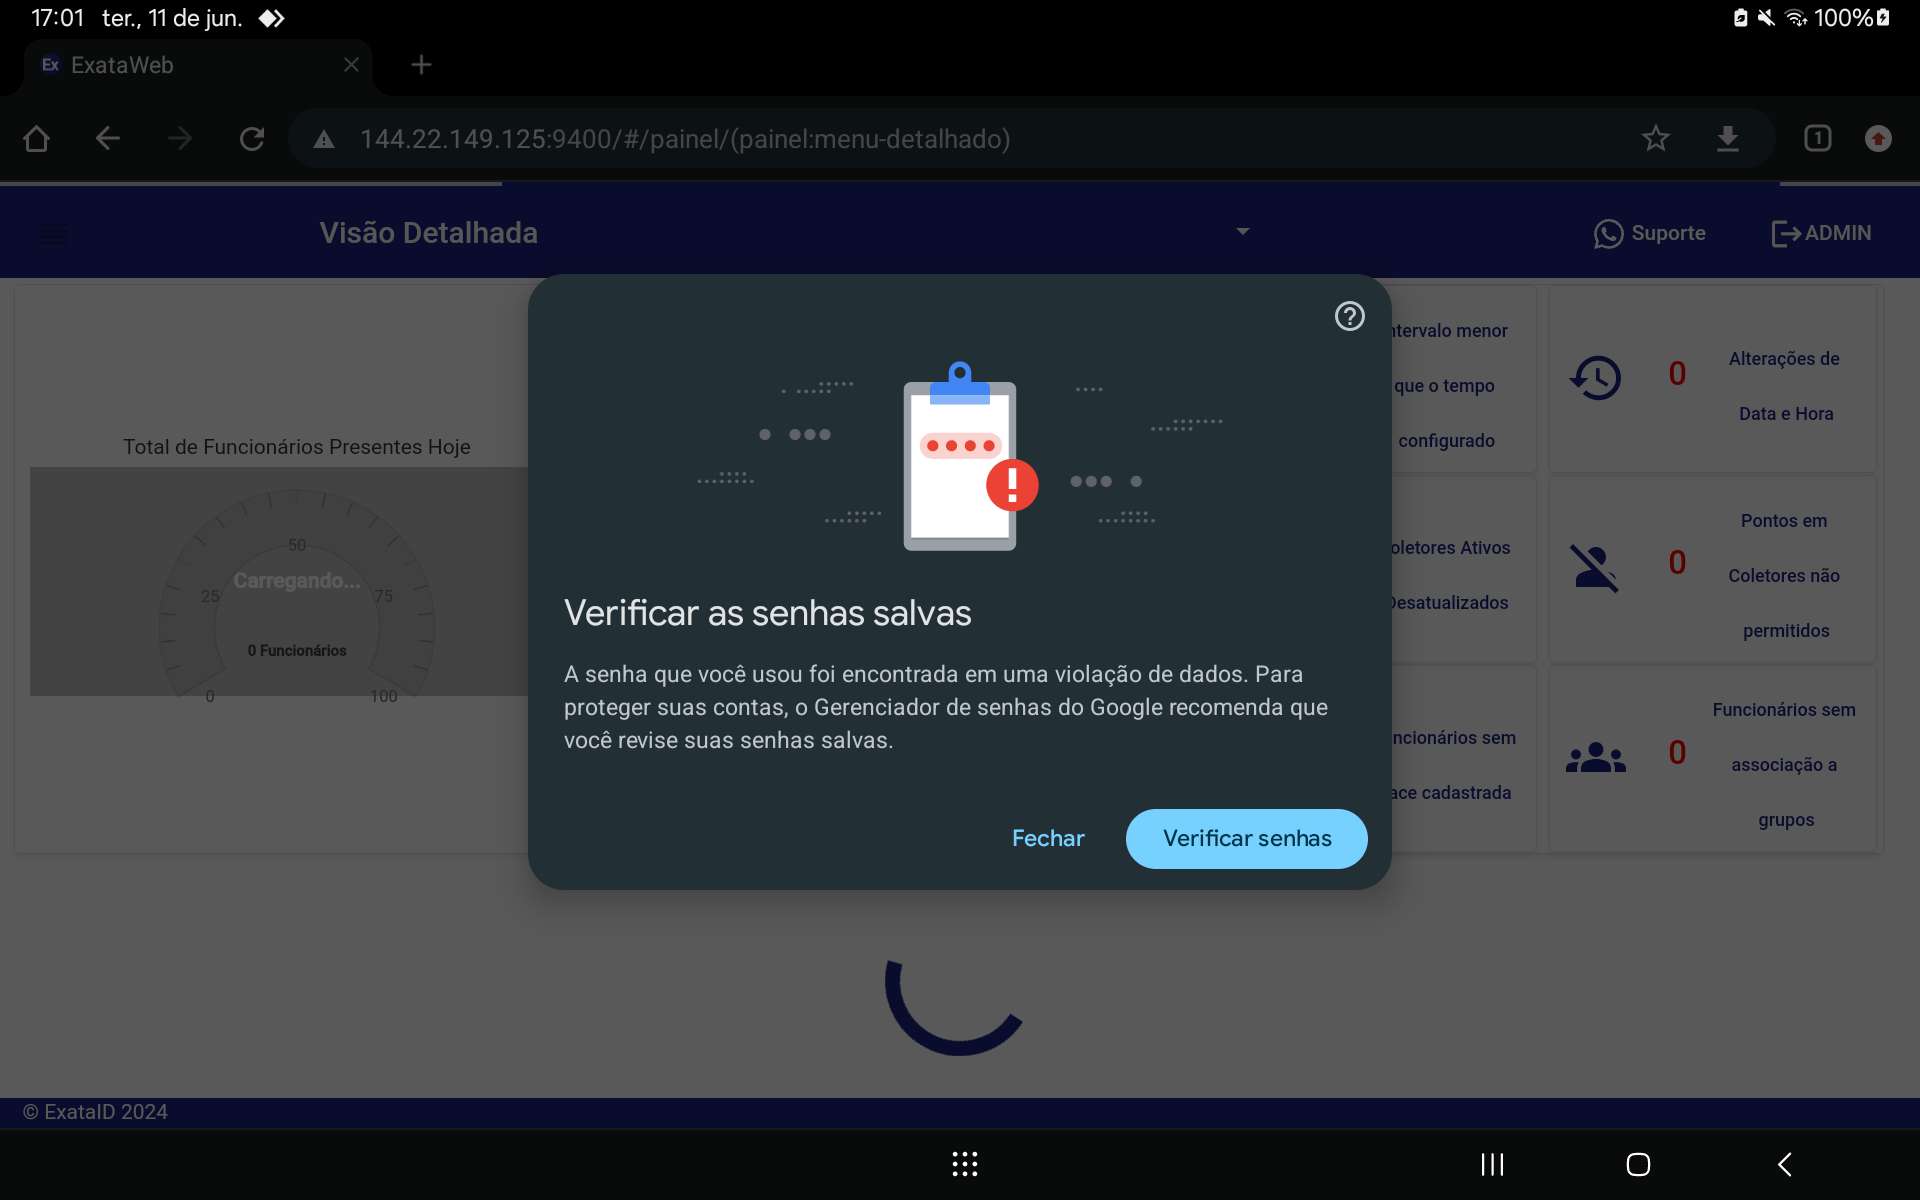 17:01 ter., 11 de jun.
100%
Ex ExataWeb
144.22.149.125:9400/#/painel/(painel:menu-detalhado)
1
Visão Detalhada
Suporte
ADMIN
Total de Funcionários Presentes Hoje
50
Carregando...
25
75
0 Funcionários
0
100
Verificar as senhas salvas
A senha que você usou foi encontrada em uma violação de dados. Para
proteger suas contas, o Gerenciador de senhas do Google recomenda que
você revise suas senhas salvas.
Fechar
Verificar senhas
ntervalo menor
que o tempo
configurado
0
Alterações de
Data e Hora
oletores Ativos
Desatualizados
0
Pontos em
Coletores não
permitidos
ncionários sem
ace cadastrada
0
Funcionários sem
associação a
grupos
© ExataID 2024